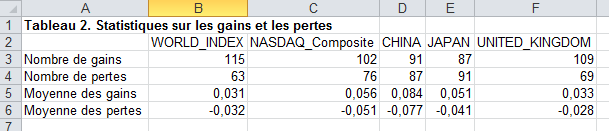 A B C D E F
1 Tableau 2. Statistiques sur les gains et les pertes
2 WORLD_INDEX NASDAQ_Composite CHINA JAPAN UNITED_KINGDOM
3 Nombre de gains 115 102 91 87 109
4 Nombre de pertes 63 76 87 91 69
5 Moyenne des gains 0,031 0,056 0,084 0,051 0,033
6 Moyenne des pertes -0,032 -0,051 -0,077 -0,041 -0,028
7